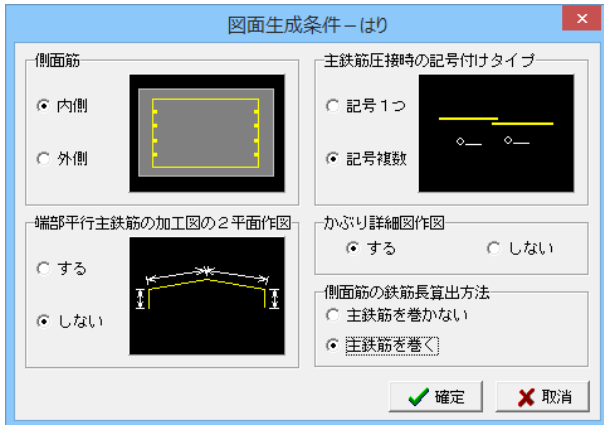 図面生成条件－はり
側面筋
内側
外側
主鉄筋圧接時の記号付けタイプ
記号１つ
記号複数
端部平行主鉄筋の加工図の２平面作図
する
しない
かぶり詳細図作図
する
しない
側面筋の鉄筋長算出方法
主鉄筋を巻かない
主鉄筋を巻く
確定
取消